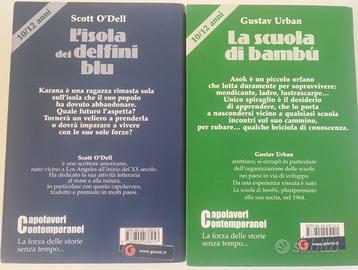 10/12 anni
Scott O'Dell
L'isola
dei delfini
blu
Karana è una ragazza rimasta sola
sull'isola che il suo popolo
ha dovuto abbandonare.
Quale futuro l'aspetta?
Tornerà un veliero a prenderla
o dovrà imparare a vivere
con le sue sole forze?
Scott O'Dell
è uno scrittore americano,
nato vicino a Los Angeles all'inizio del XX secolo.
Ha dedicato la sua attività letteraria
al mare e alla natura,
in particolare con questo capolavoro,
tradotto e premiato in molti paesi.
Capolavori
Contemporanei
La forza delle storie
senza tempo...
www.giunti.it
10/12 anni
Gustav Urban
La scuola
di bambú
Asok è un piccolo orfano
che lotta duramente per sopravvivere:
mendicante, ladro, lustrascarpe...
Unico spiraglio è il desiderio
di apprendere, che lo porta
a nascondersi vicino a qualsiasi scuola
incontri sul suo cammino,
per rubare... qualche briciola di conoscenza.
Gustav Urban
austriaco, si occupò in particolare
dell'organizzazione delle scuole
nei paesi in via di sviluppo.
Da una esperienza vissuta è nato
La scuola di bambú, pluripremiato
alla sua uscita, nel 1964.
Capolavori
Contemporanei
La forza delle storie
senza tempo...
www.giunti.it